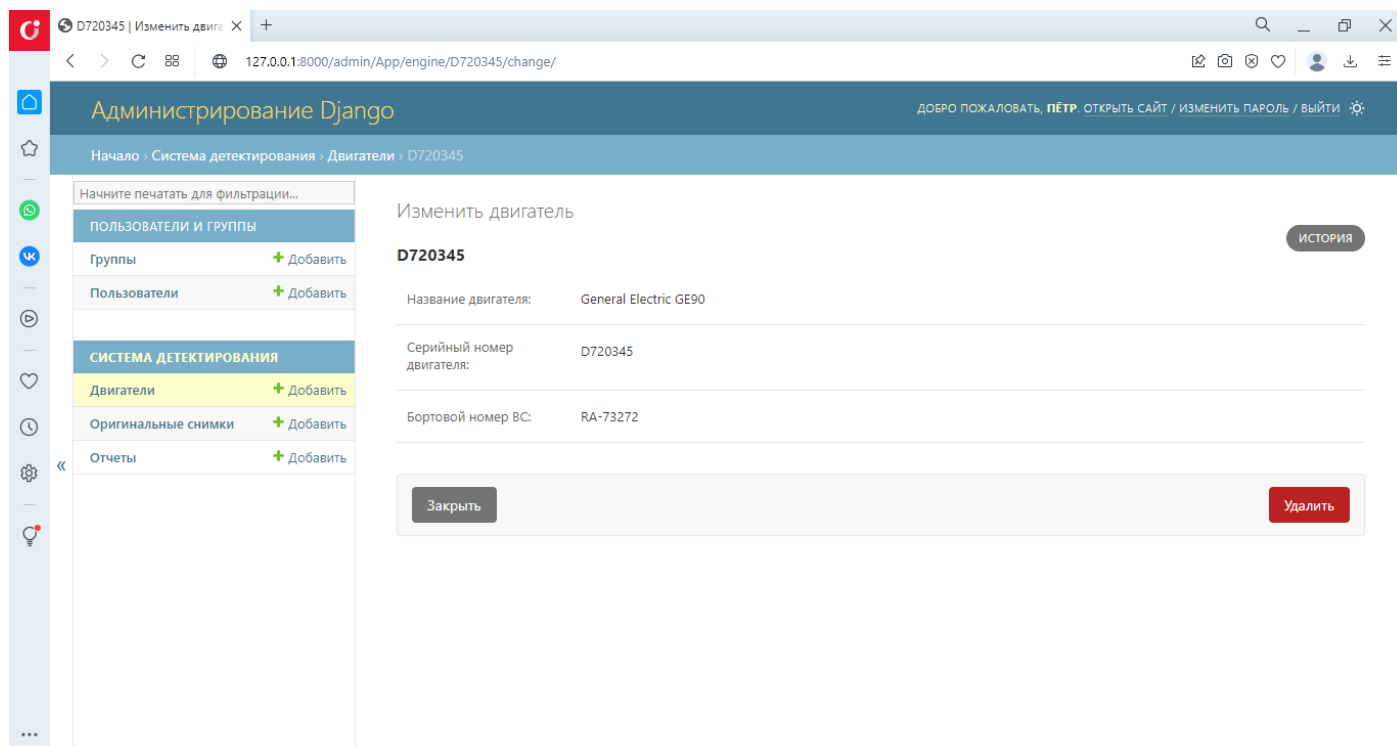 D720345 | Изменить двига
127.0.0.1:8000/admin/App/engine/D720345/change/
Администрирование Django
ДОБРО ПОЖАЛОВАТЬ, ПЁТР. ОТКРЫТЬ САЙТ / ИЗМЕНИТЬ ПАРОЛЬ / ВЫЙТИ
Начало › Система детектирования › Двигатели › D720345
Начните печатать для фильтрации...
ПОЛЬЗОВАТЕЛИ И ГРУППЫ
Группы + Добавить
Пользователи + Добавить
СИСТЕМА ДЕТЕКТИРОВАНИЯ
Двигатели + Добавить
Оригинальные снимки + Добавить
Отчеты + Добавить
«
Изменить двигатель
ИСТОРИЯ
D720345
Название двигателя: General Electric GE90
Серийный номер
двигателя: D720345
Бортовой номер ВС: RA-73272
Закрыть
Удалить